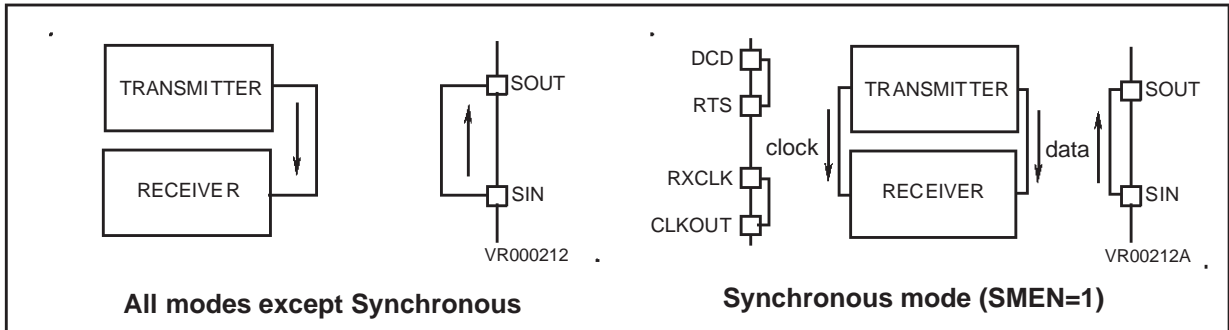 TRANSMITTER
RECEIVER
SOUT
SIN
VR000212
All modes except Synchronous
DCD
RTS
RXCLK
CLKOUT
clock
TRANSMITTER
RECEIVER
data
SOUT
SIN
VR00212A
Synchronous mode (SMEN=1)